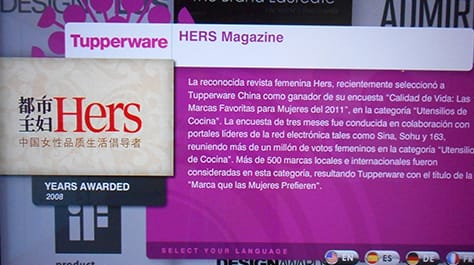 DESIGN
The Brand Laureate
ADMIR
Tupperware
HERS Magazine
都市
主妇
Hers
中国女性品质生活倡导者
La reconocida revista femenina Hers, recientemente seleccionó a
Tupperware China como ganador de su encuesta “Calidad de Vida: Las
Marcas Favoritas para Mujeres del 2011”, en la categoría “Utensilios de
Cocina”. La encuesta de tres meses fue conducida en colaboración con
portales líderes de la red electrónica tales como Sina, Sohu y 163,
reuniendo más de un millón de votos femeninos en la categoría “Utensilios
de Cocina”. Más de 500 marcas locales e internacionales fueron
consideradas en esta categoría, resultando Tupperware con el título de la
“Marca que las Mujeres Prefieren”.
YEARS AWARDED
2008
iF
product
SELECT YOUR LANGUAGE
EN
ES
DE